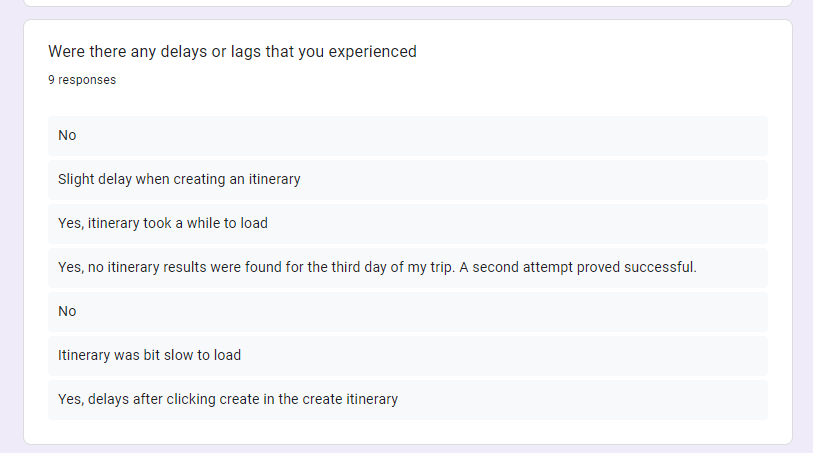 Were there any delays or lags that you experienced
9 responses
No
Slight delay when creating an itinerary
Yes, itinerary took a while to load
Yes, no itinerary results were found for the third day of my trip. A second attempt proved successful.
No
Itinerary was bit slow to load
Yes, delays after clicking create in the create itinerary